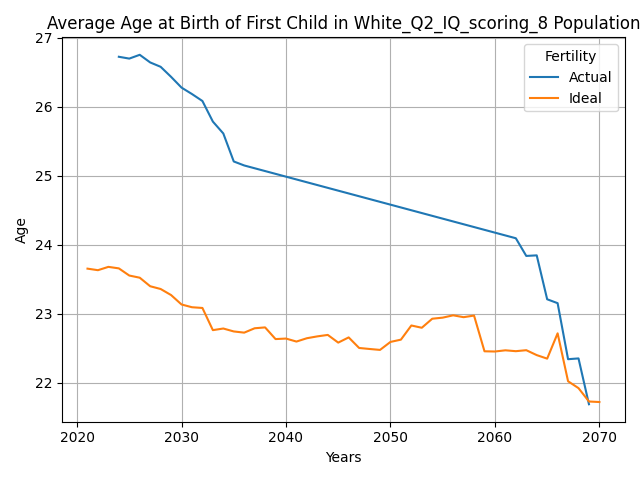 Average Age at Birth of First Child in White_Q2_IQ_scoring_8 Population
27
26
25
24
23
22
Age
Fertility
Actual
Ideal
2020 2030 2040 2050 2060 2070
Years